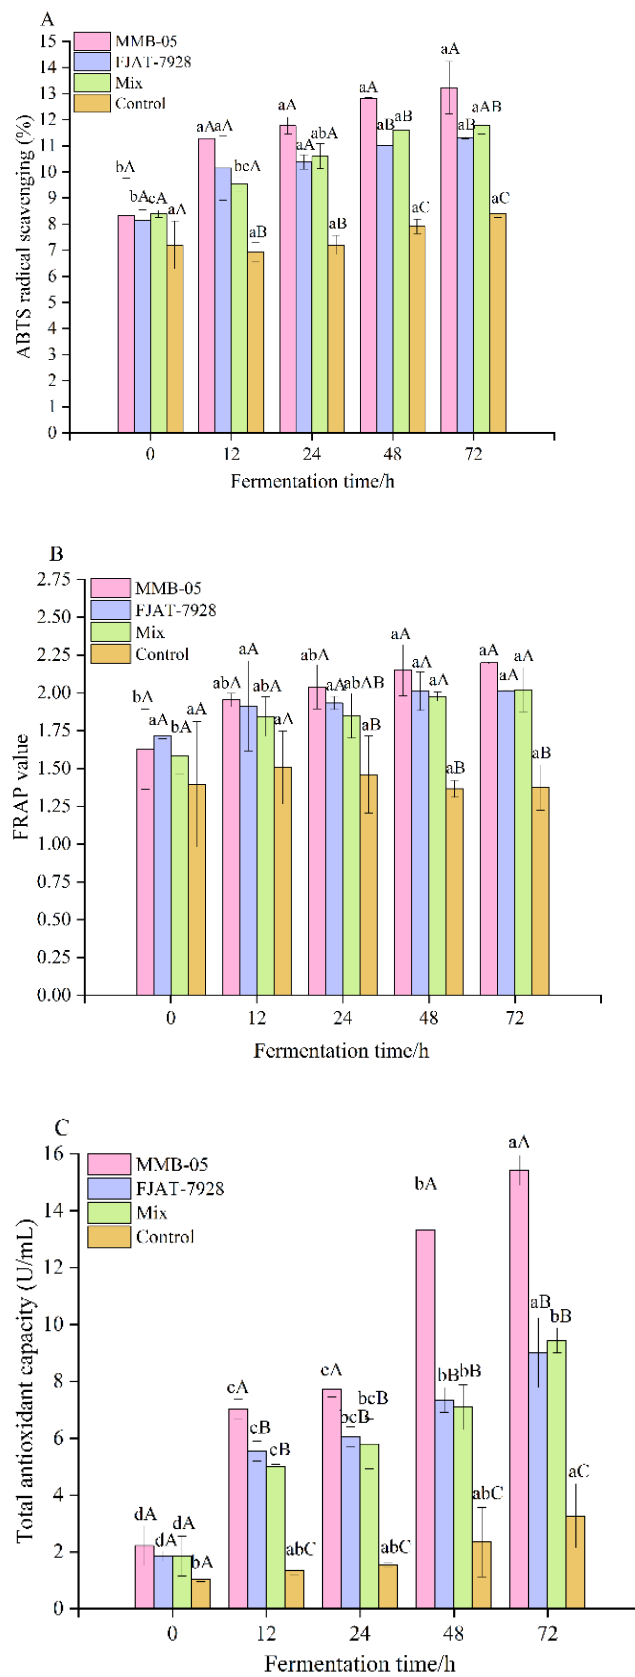 A
MMB-05
FJAT-7928
Mix
Control
15
14
13
12
11
10
9
8
7
6
5
4
3
2
1
0
ABTS radical scavenging (%)
bA bA cA aA
aA aA bcA aB
aA aA abA aB
aA aB aB aC
aA aB aAB aC
0 12 24 48 72
Fermentation time/h
B
MMB-05
FJAT-7928
Mix
Control
2.75
2.50
2.25
2.00
1.75
1.50
1.25
1.00
0.75
0.50
0.25
0.00
FRAP value
bA aA bA aA
abA aA abA aA
abA aA abAB aB
aA aA aA aB
aA aA aA aB
0 12 24 48 72
Fermentation time/h
C
MMB-05
FJAT-7928
Mix
Control
16
14
12
10
8
6
4
2
0
Total antioxidant capacity (U/mL)
dA dA dA bA
cA cB cB abC
cA bcB bcB abC
bA bB bB abC
aA aB bB aC
0 12 24 48 72
Fermentation time/h